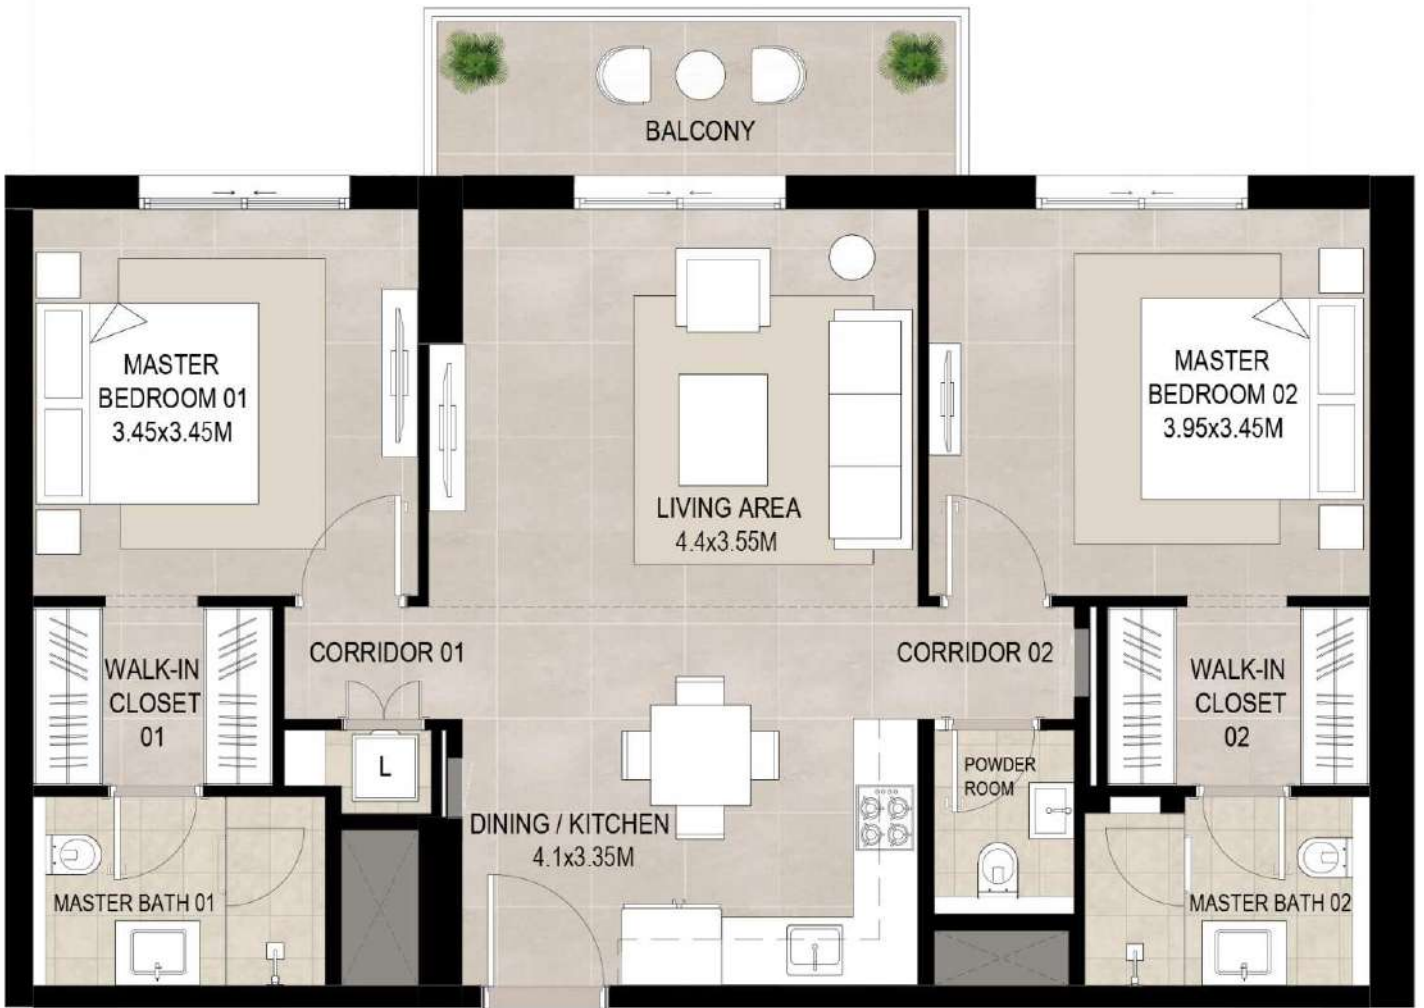 BALCONY
MASTER
BEDROOM 01
3.45x3.45M
LIVING AREA
4.4x3.55M
MASTER
BEDROOM 02
3.95x3.45M
CORRIDOR 01
CORRIDOR 02
WALK-IN
CLOSET
01
WALK-IN
CLOSET
02
L
POWDER
ROOM
DINING / KITCHEN
4.1x3.35M
MASTER BATH 01
MASTER BATH 02